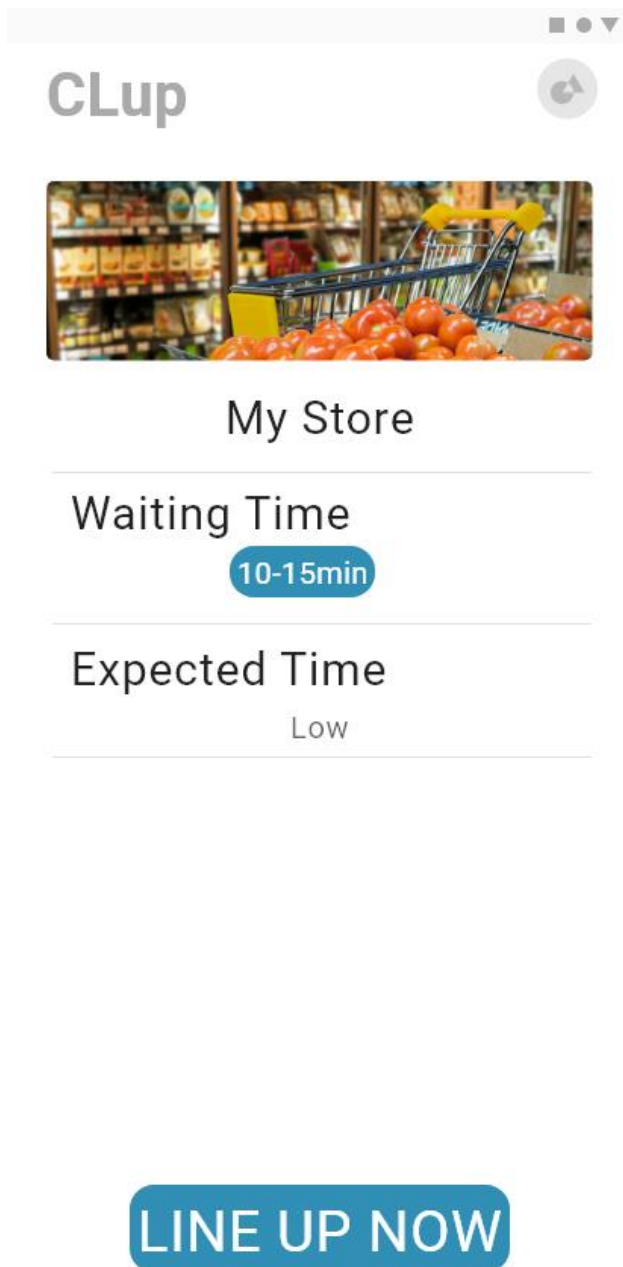 CLup
My Store
Waiting Time
10-15min
Expected Time
Low
LINE UP NOW